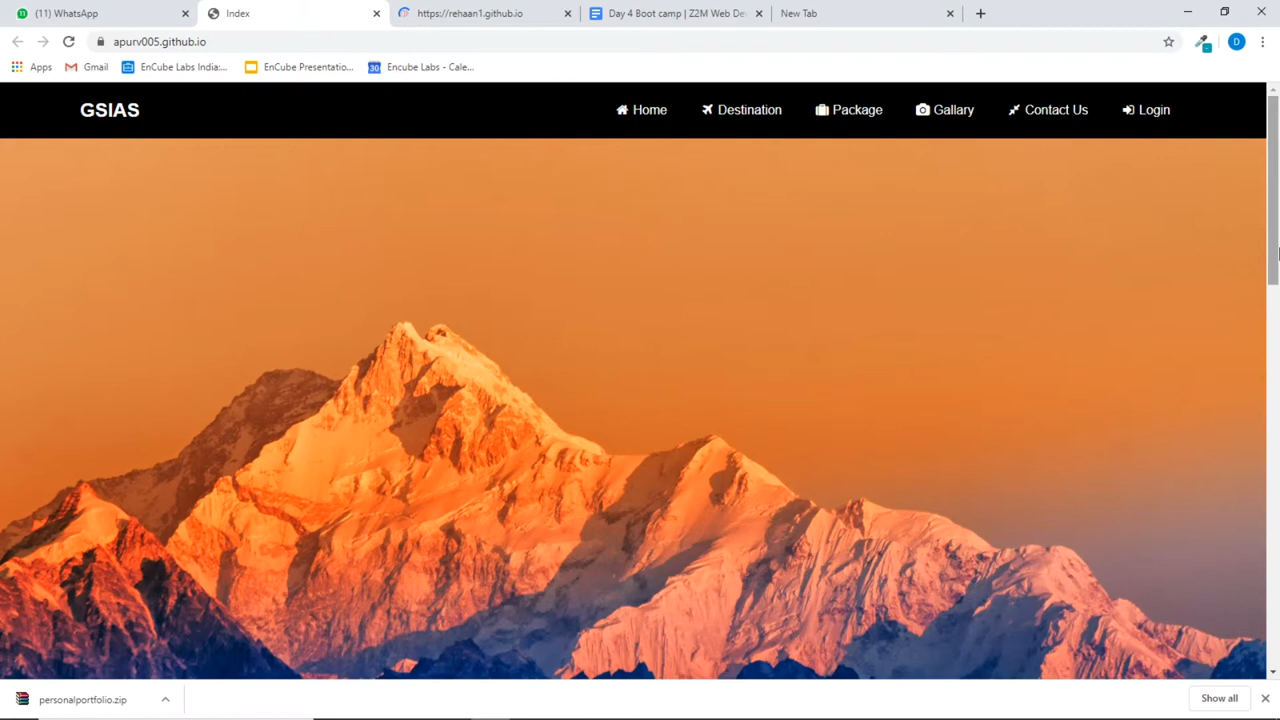 (11) WhatsApp
Index
https://rehaan1.github.io
Day 4 Boot camp | Z2M Web De
New Tab
apurv005.github.io
Apps
Gmail
EnCube Labs India:...
EnCube Presentatio...
Encube Labs - Cale...
D
GSIAS
Home
Destination
Package
Gallary
Contact Us
Login
personalportfolio.zip
Show all